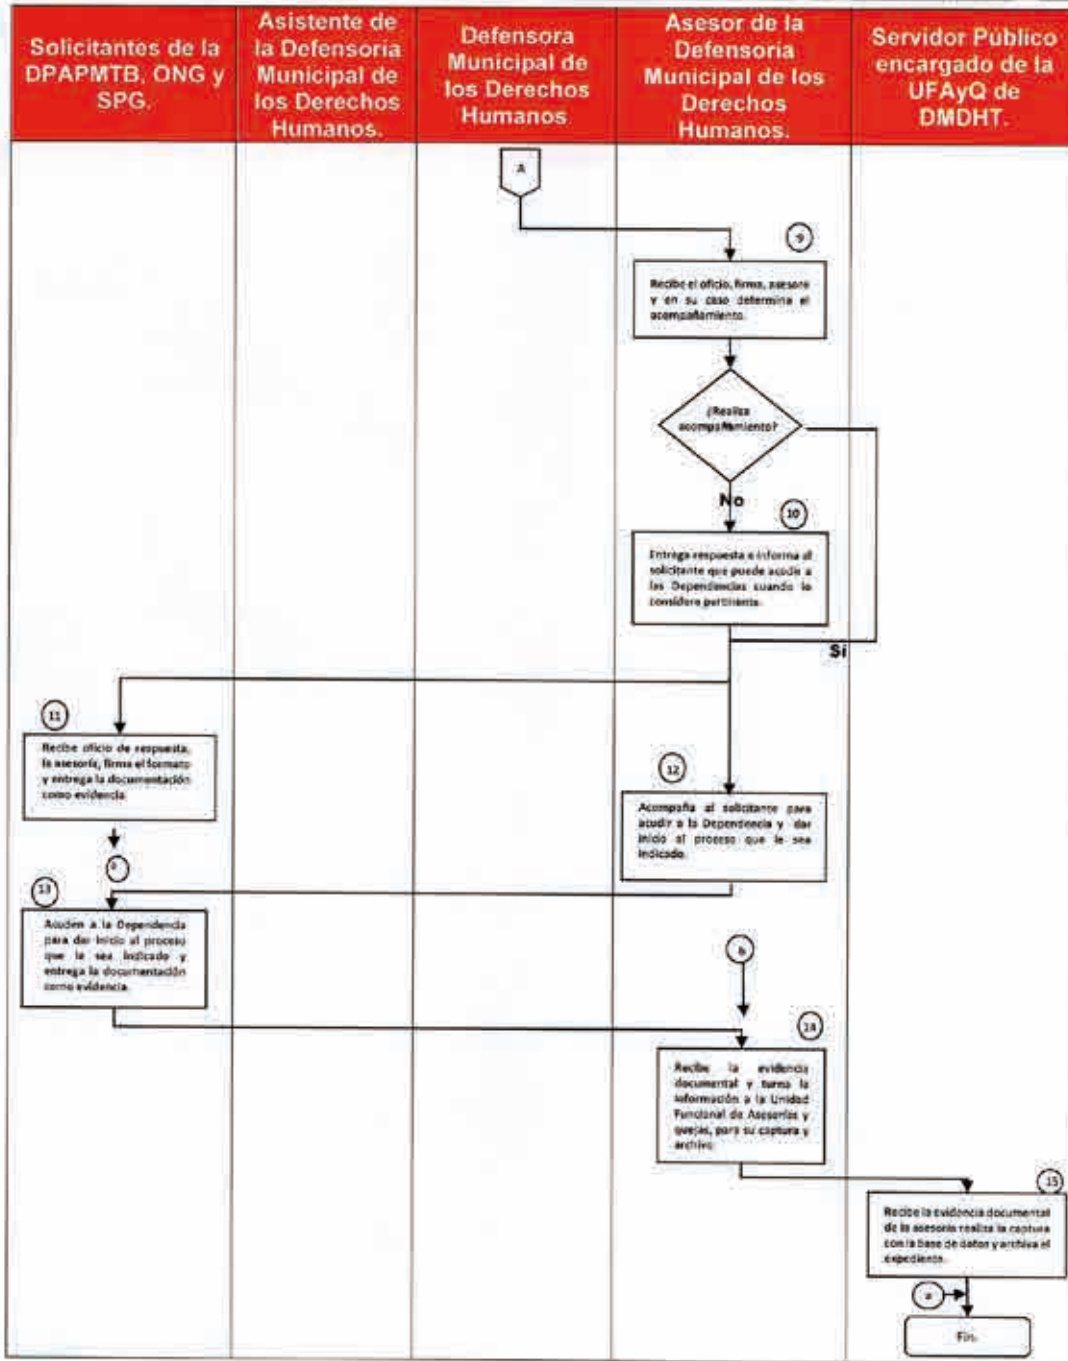 Solicitantes de la
DPAPMTB, ONG y
SPG.
Asistente de
la Defensoría
Municipal de
los Derechos
Humanos.
Defensora
Municipal de
los Derechos
Humanos
Asesor de la
Defensoría
Municipal de los
Derechos
Humanos.
Servidor Público
encargado de la
UFAyQ de
DMDHT.
A
9
Recibe el oficio, firma, asesora
y en su caso determina el
acompañamiento.
¿Realiza
acompañamiento?
No
10
Entrega respuesta e informa al
solicitante que puede acudir a
las Dependencias cuando lo
considere pertinente.
Sí
11
Recibe oficio de respuesta,
la asesoría, firma el formato
y entrega la documentación
como evidencia.
12
Acompaña al solicitante para
acudir a la Dependencia y dar
inicio al proceso que le sea
indicado.
13
Acuden a la Dependencia
para dar inicio al proceso
que le sea indicado y
entrega la documentación
como evidencia.
b
14
Recibe la evidencia
documental y turna la
información a la Unidad
Funcional de Asesorías y
quejas, para su captura y
archivo.
15
Recibe la evidencia documental
de la asesoría realiza la captura
con la base de datos y archiva el
expediente.
a
Fin.